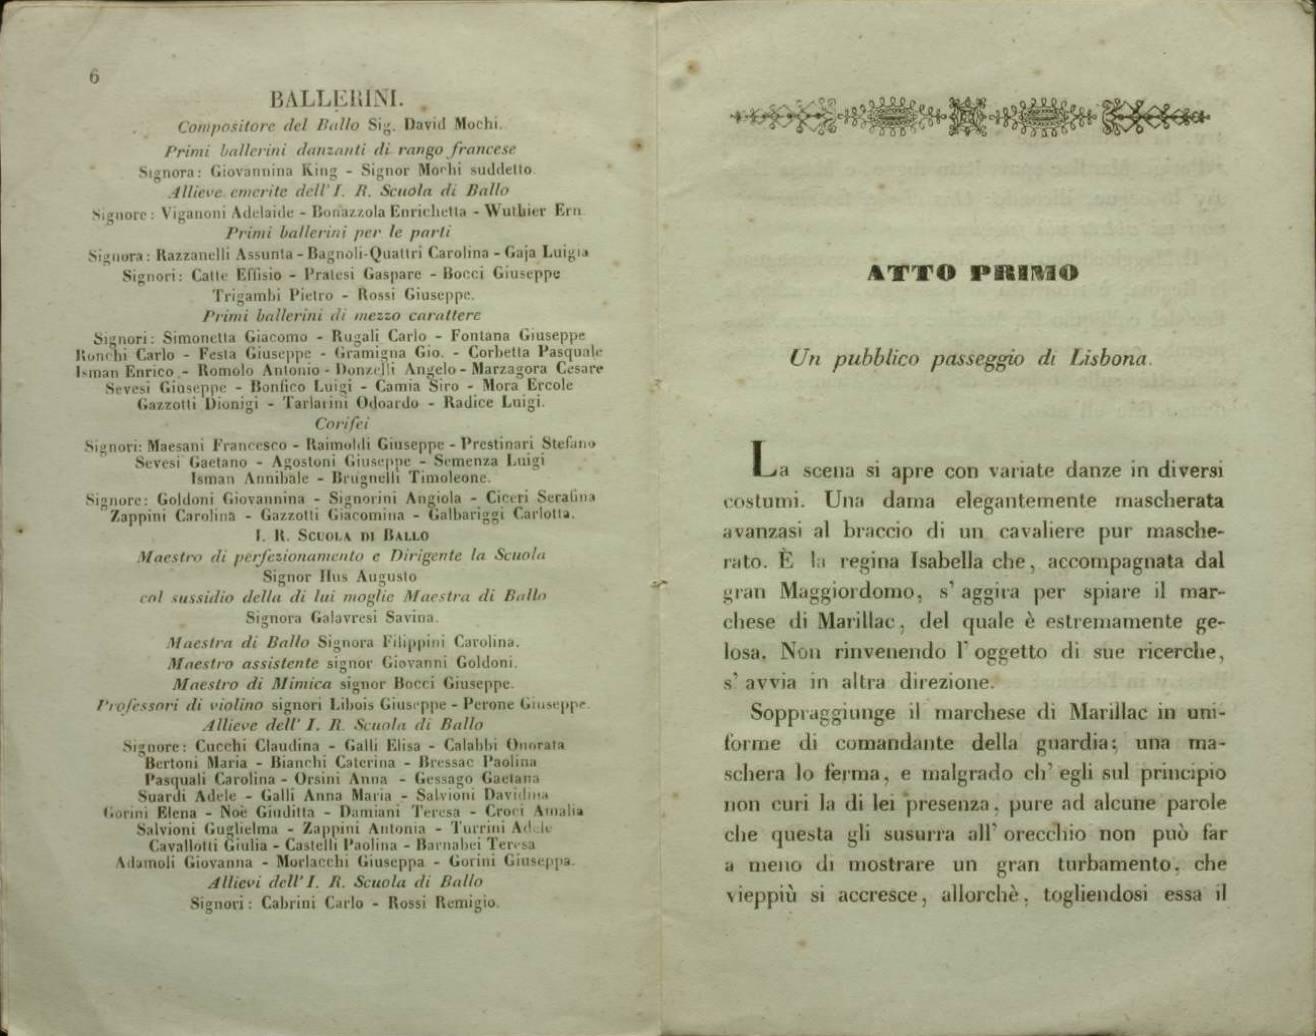 6
BALLERINI.
Compositore del Ballo Sig. David Mochi.
Primi ballerini danzanti di rango francese
Signora: Giovannina King - Signor Mochi suddetto.
Allieve emerite dell' I. R. Scuola di Ballo
Signore: Viganoni Adelaide - Bonazzola Enrichetta - Wuthier Ern.
Primi ballerini per le parti
Signora: Razzanelli Assunta - Bagnoli-Quattri Carolina - Gaja Luigia
Signori: Catte Effisio - Pratesi Gaspare - Bocci Giuseppe
Trigambi Pietro - Rossi Giuseppe.
Primi ballerini di mezzo carattere
Signori: Simonetta Giacomo - Rugali Carlo - Fontana Giuseppe
Ronchi Carlo - Festa Giuseppe - Gramigna Gio. - Corbetta Pasquale
Isman Enrico - Romolo Antonio - Donzelli Angelo - Marzagora Cesare
Sevesi Giuseppe - Bonfico Luigi - Camia Siro - Mora Ercole
Gazzotti Dionigi - Tarlarini Odoardo - Radice Luigi.
Corifei
Signori: Maesani Francesco - Raimoldi Giuseppe - Prestinari Stefano
Sevesi Gaetano - Agostoni Giuseppe - Semenza Luigi
Isman Annibale - Brugnelli Timoleone.
Signore: Goldoni Giovannina - Signorini Angiola - Ciceri Serafina
Zappini Carolina - Gazzotti Giacomina - Galbariggi Carlotta.
I. R. SCUOLA DI BALLO
Maestro di perfezionamento e Dirigente la Scuola
Signor Hus Augusto
col sussidio della di lui moglie Maestra di Ballo
Signora Galavresi Savina.
Maestra di Ballo Signora Filippini Carolina.
Maestro assistente signor Giovanni Goldoni.
Maestro di Mimica signor Bocci Giuseppe.
Professori di violino signori Libois Giuseppe - Perone Giuseppe.
Allieve dell' I. R. Scuola di Ballo
Signore: Cucchi Claudina - Galli Elisa - Calabbi Onorata
Bertoni Maria - Bianchi Caterina - Bressac Paolina
Pasquali Carolina - Orsini Anna - Gessago Gaetana
Suardi Adele - Galli Anna Maria - Salvioni Davidina
Gorini Elena - Noè Giuditta - Damiani Teresa - Croci Amalia
Salvioni Guglielma - Zappini Antonia - Turrini Adele
Cavallotti Giulia - Castelli Paolina - Barnabei Teresa
Adamoli Giovanna - Morlacchi Giuseppa - Gorini Giuseppa.
Allievi dell' I. R. Scuola di Ballo
Signori: Cabrini Carlo - Rossi Remigio.
ATTO PRIMO
Un pubblico passeggio di Lisbona.
La scena si apre con variate danze in diversi
costumi. Una dama elegantemente mascherata
avanzasi al braccio di un cavaliere pur masche-
rato. È la regina Isabella che, accompagnata dal
gran Maggiordomo, s' aggira per spiare il mar-
chese di Marillac, del quale è estremamente ge-
losa. Non rinvenendo l' oggetto di sue ricerche,
s' avvia in altra direzione.
Soppraggiunge il marchese di Marillac in uni-
forme di comandante della guardia; una ma-
schera lo ferma, e malgrado ch' egli sul principio
non curi la di lei presenza, pure ad alcune parole
che questa gli susurra all' orecchio non può far
a meno di mostrare un gran turbamento, che
vieppiù si accresce, allorchè, togliendosi essa il